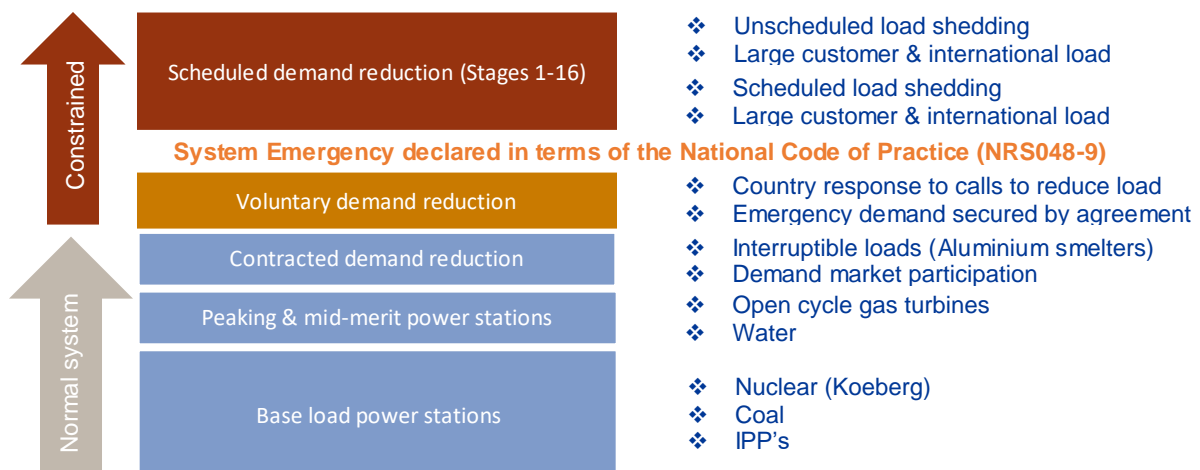 Constrained
Unscheduled load shedding
Large customer & international load
Scheduled demand reduction (Stages 1-16)
Scheduled load shedding
Large customer & international load
System Emergency declared in terms of the National Code of Practice (NRS048-9)
Voluntary demand reduction
Country response to calls to reduce load
Emergency demand secured by agreement
Normal system
Contracted demand reduction
Interruptible loads (Aluminium smelters)
Demand market participation
Peaking & mid-merit power stations
Open cycle gas turbines
Water
Base load power stations
Nuclear (Koeberg)
Coal
IPP's